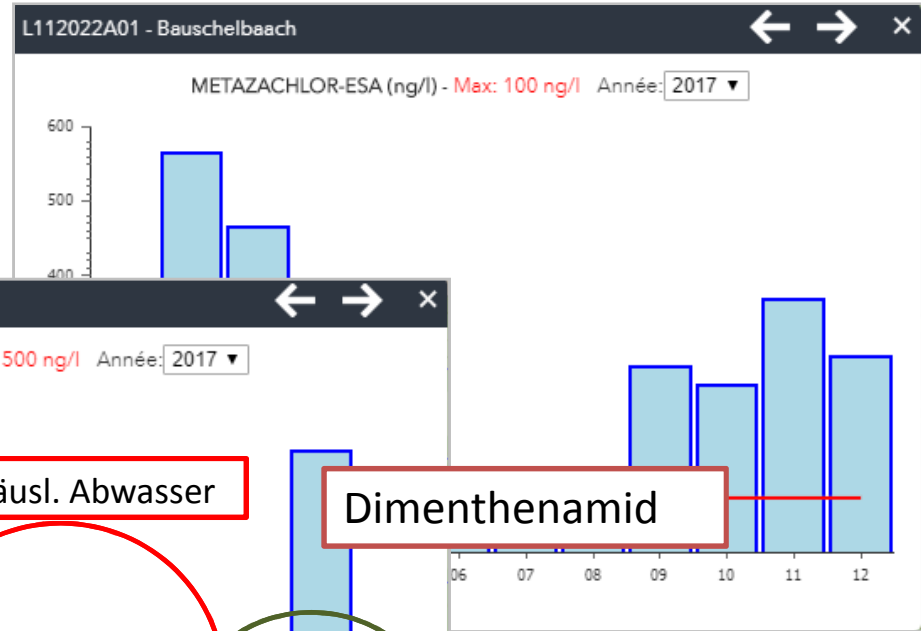 L112022A01 - Bauschelbaach
METAZACHLOR-ESA (ng/l) - Max: 100 ng/l Année: 2017
600
500
400
500 ng/l Année: 2017
äusl. Abwasser
Dimenthenamid
06 07 08 09 10 11 12